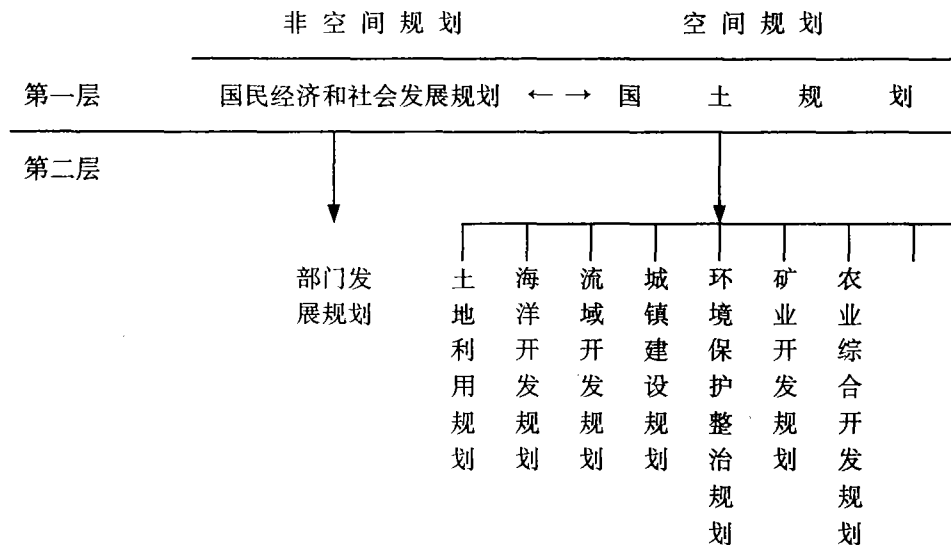 非空间规划 空间规划
第一层 国民经济和社会发展规划 ←→ 国土规划
第二层
部门发
展规划
土地利用规划
海洋开发规划
流域开发规划
城镇建设规划
环境保护整治规划
矿业开发规划
农业综合开发规划